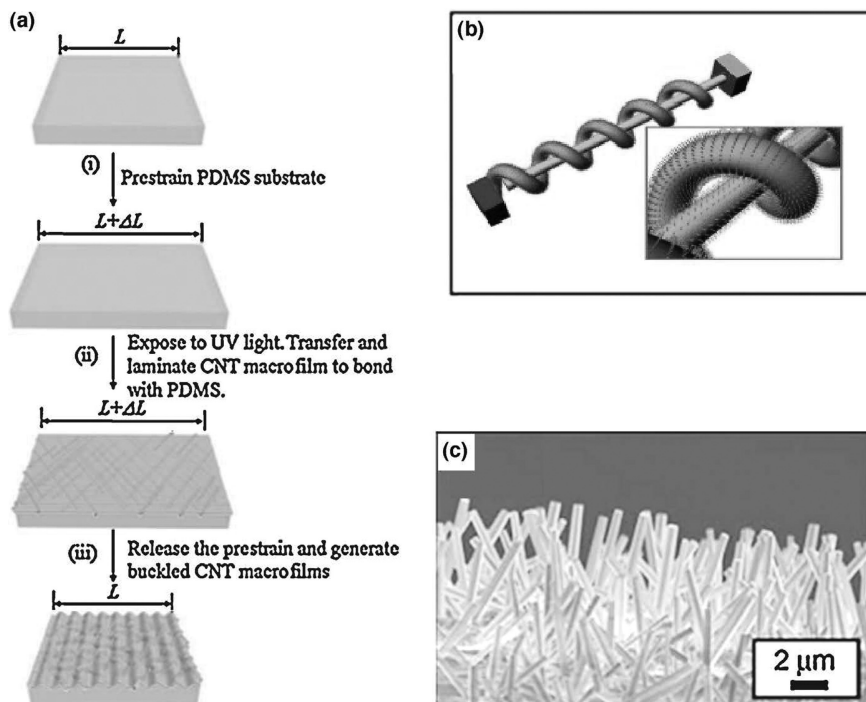 (a)
L
(i)
Prestrain PDMS substrate
L+ΔL
(ii)
Expose to UV light. Transfer and
laminate CNT macrofilm to bond
with PDMS.
L+ΔL
(iii)
Release the prestrain and generate
buckled CNT macrofilms
L
(b)
(c)
2 μm